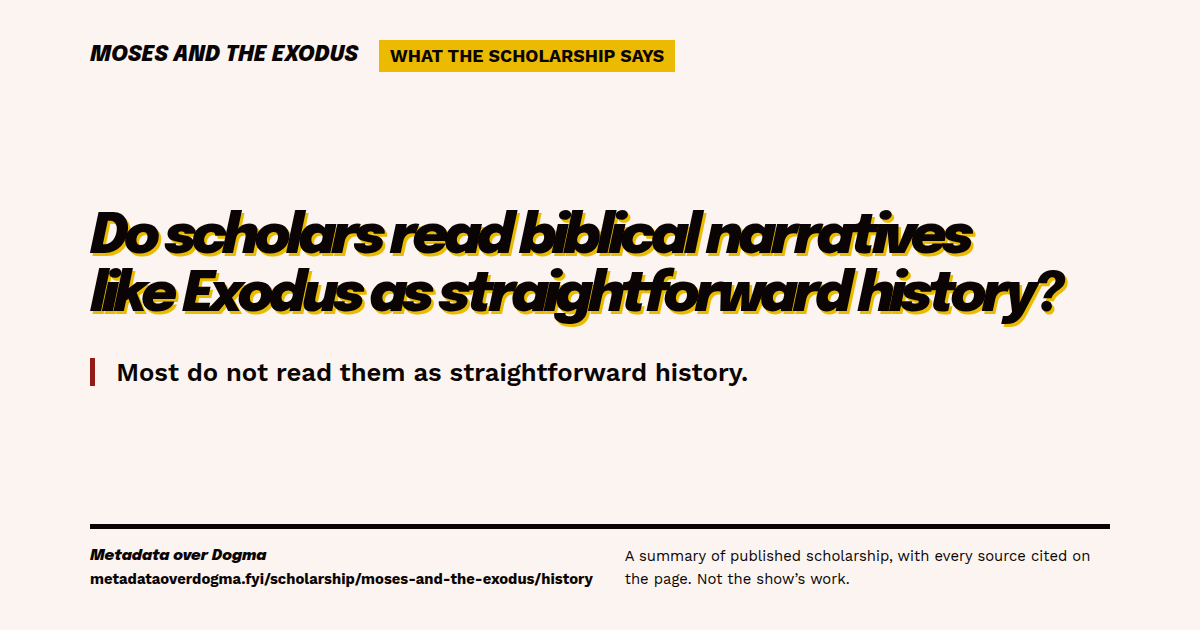 MOSES AND THE EXODUS
WHAT THE SCHOLARSHIP SAYS
Do scholars read biblical narratives
like Exodus as straightforward history?
Most do not read them as straightforward history.
Metadata over Dogma
metadataoverdogma.fyi/scholarship/moses-and-the-exodus/history
A summary of published scholarship, with every source cited on
the page. Not the show’s work.